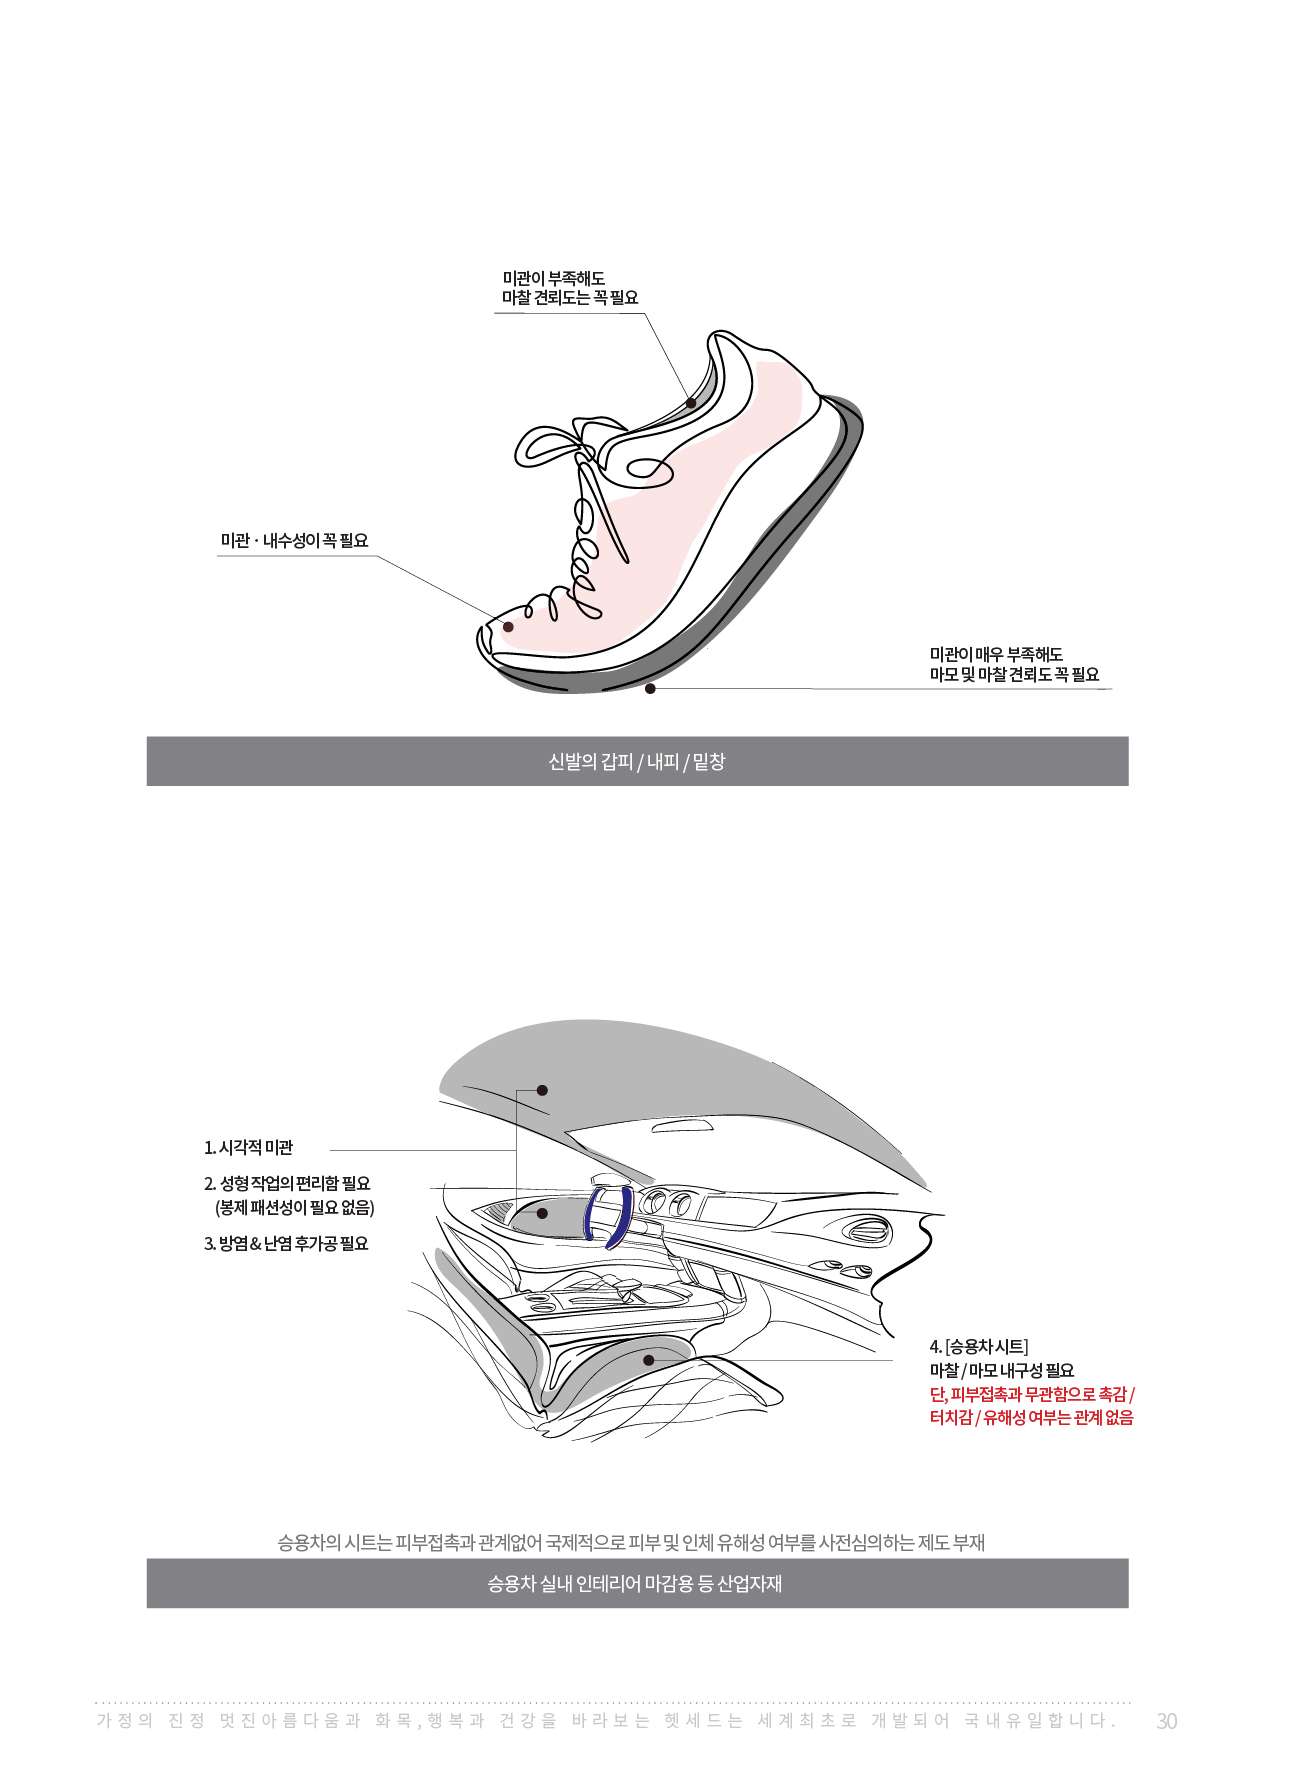 미관이 부족해도
마찰 견뢰도는 꼭 필요
미관 · 내수성이 꼭 필요
미관이 매우 부족해도
마모 및 마찰 견뢰도 꼭 필요
신발의 갑피 / 내피 / 밑창
1. 시각적 미관
2. 성형 작업의 편리함 필요
(봉제 패션성이 필요 없음)
3. 방염 & 난염 후가공 필요
4. [승용차 시트]
마찰 / 마모 내구성 필요
단, 피부접촉과 무관함으로 촉감 /
터치감 / 유해성 여부는 관계 없음
승용차의 시트는 피부접촉과 관계없어 국제적으로 피부 및 인체 유해성 여부를 사전심의하는 제도 부재
승용차 실내 인테리어 마감용 등 산업자재
가정의 진정 멋진아름다움과 화목,행복과 건강을 바라보는 헷세드는 세계최초로 개발되어 국내유일합니다.
30